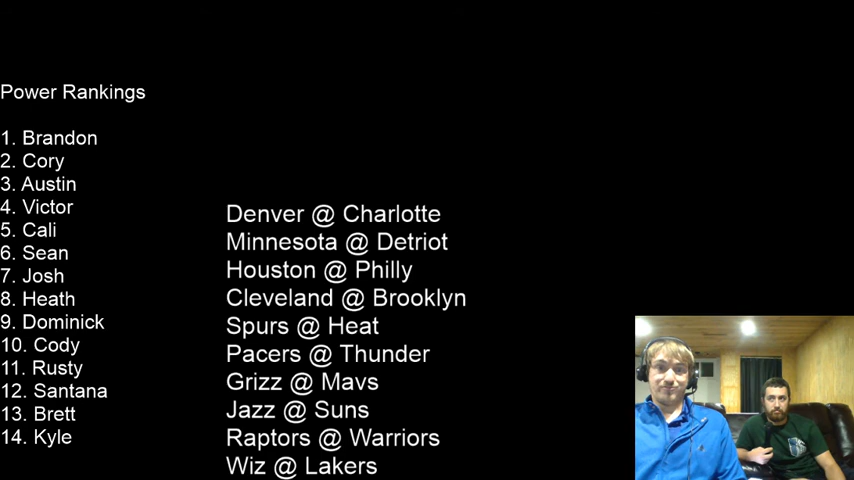 Power Rankings
1. Brandon
2. Cory
3. Austin
4. Victor
5. Cali
6. Sean
7. Josh
8. Heath
9. Dominick
10. Cody
11. Rusty
12. Santana
13. Brett
14. Kyle
Denver @ Charlotte
Minnesota @ Detriot
Houston @ Philly
Cleveland @ Brooklyn
Spurs @ Heat
Pacers @ Thunder
Grizz @ Mavs
Jazz @ Suns
Raptors @ Warriors
Wiz @ Lakers